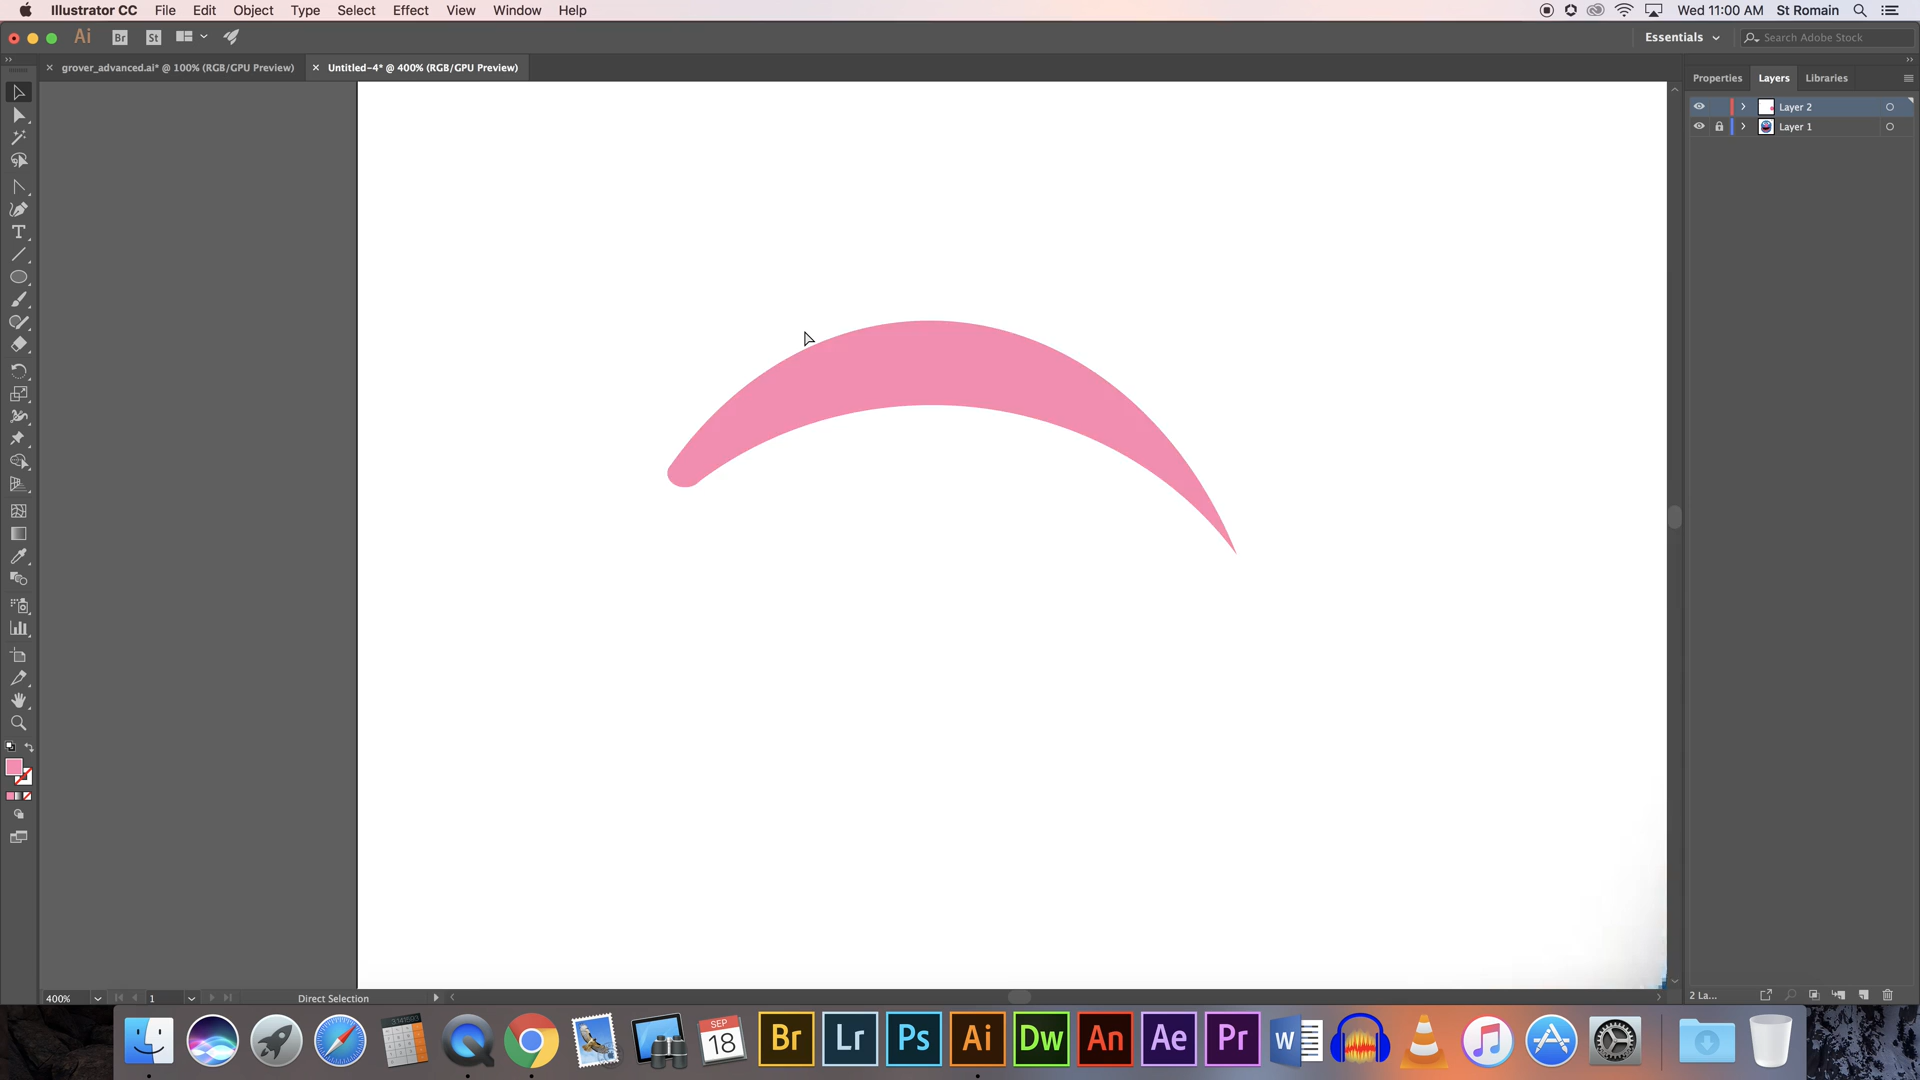 Illustrator CC File Edit Object Type Select Effect View Window Help Wed 11:00 AM St Romain
Ai Br St Essentials Search Adobe Stock
× grover_advanced.ai* @ 100% (RGB/GPU Preview) × Untitled-4* @ 400% (RGB/GPU Preview)
Properties Layers Libraries
Layer 2
Layer 1
T
400% 1 Direct Selection
2 La...
SEP
18
Br Lr Ps Ai Dw An Ae Pr W